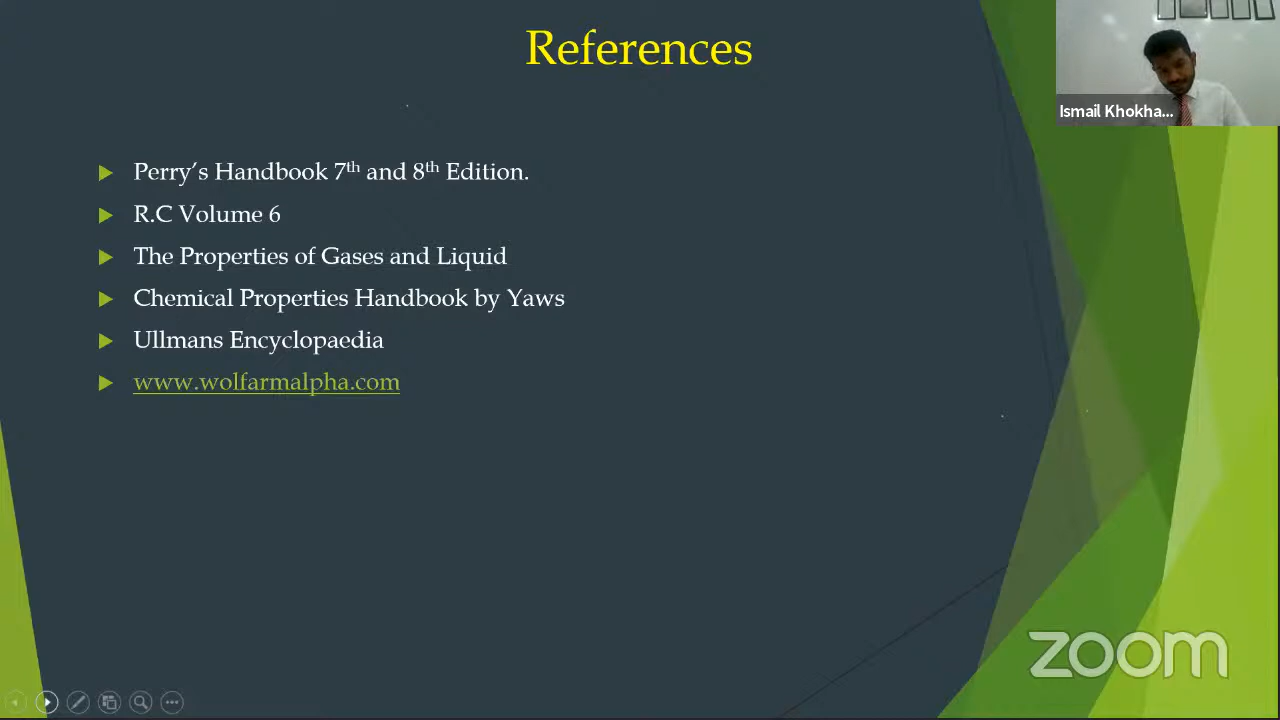 References
Ismail Khokha...
Perry’s Handbook 7th and 8th Edition.
R.C Volume 6
The Properties of Gases and Liquid
Chemical Properties Handbook by Yaws
Ullmans Encyclopaedia
www.wolfarmalpha.com
zoom